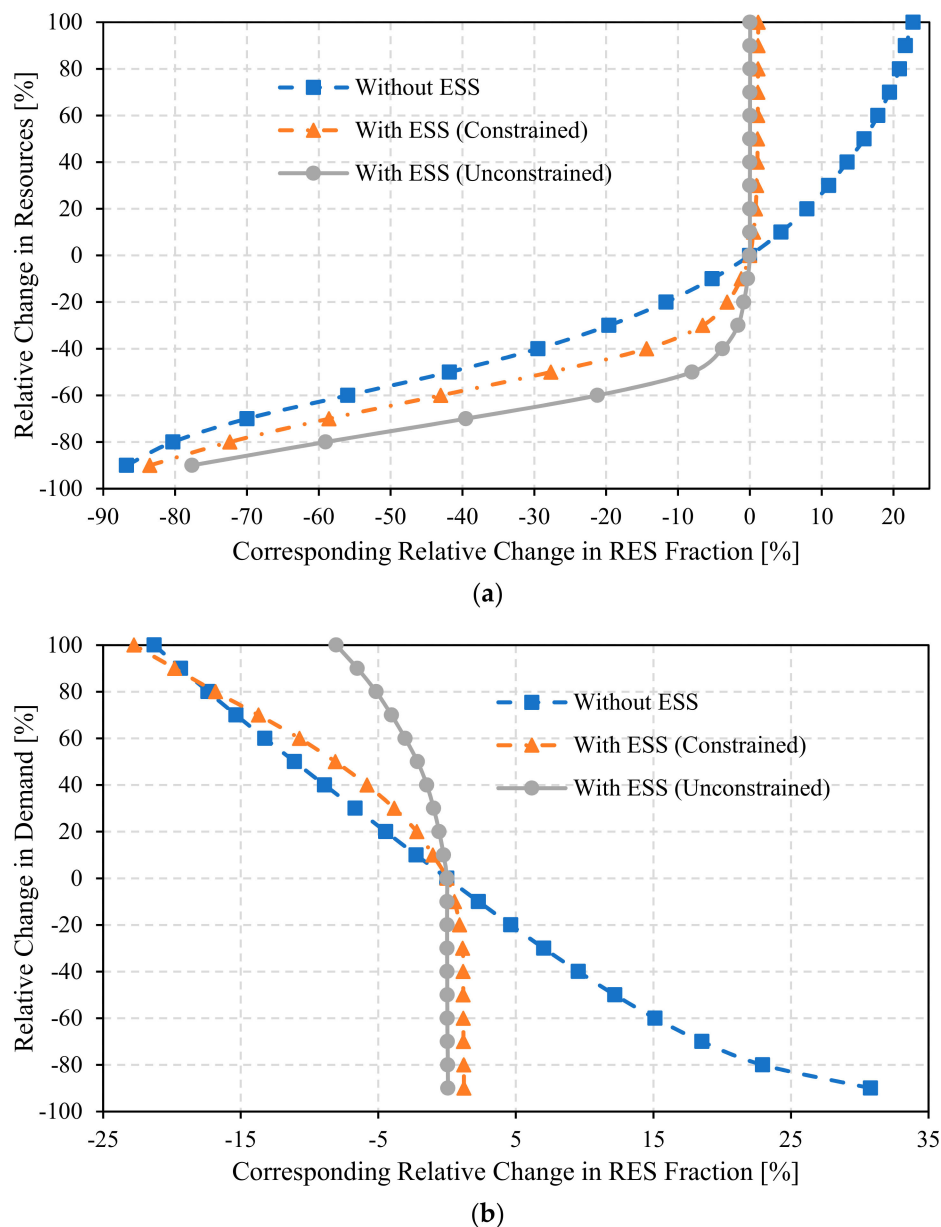 100
80
60
40
20
0
-20
-40
-60
-80
-100
Relative Change in Resources [%]
Without ESS
With ESS (Constrained)
With ESS (Unconstrained)
-90 -80 -70 -60 -50 -40 -30 -20 -10 0 10 20
Corresponding Relative Change in RES Fraction [%]
(a)
100
80
60
40
20
0
-20
-40
-60
-80
-100
Relative Change in Demand [%]
Without ESS
With ESS (Constrained)
With ESS (Unconstrained)
-25 -15 -5 5 15 25 35
Corresponding Relative Change in RES Fraction [%]
(b)